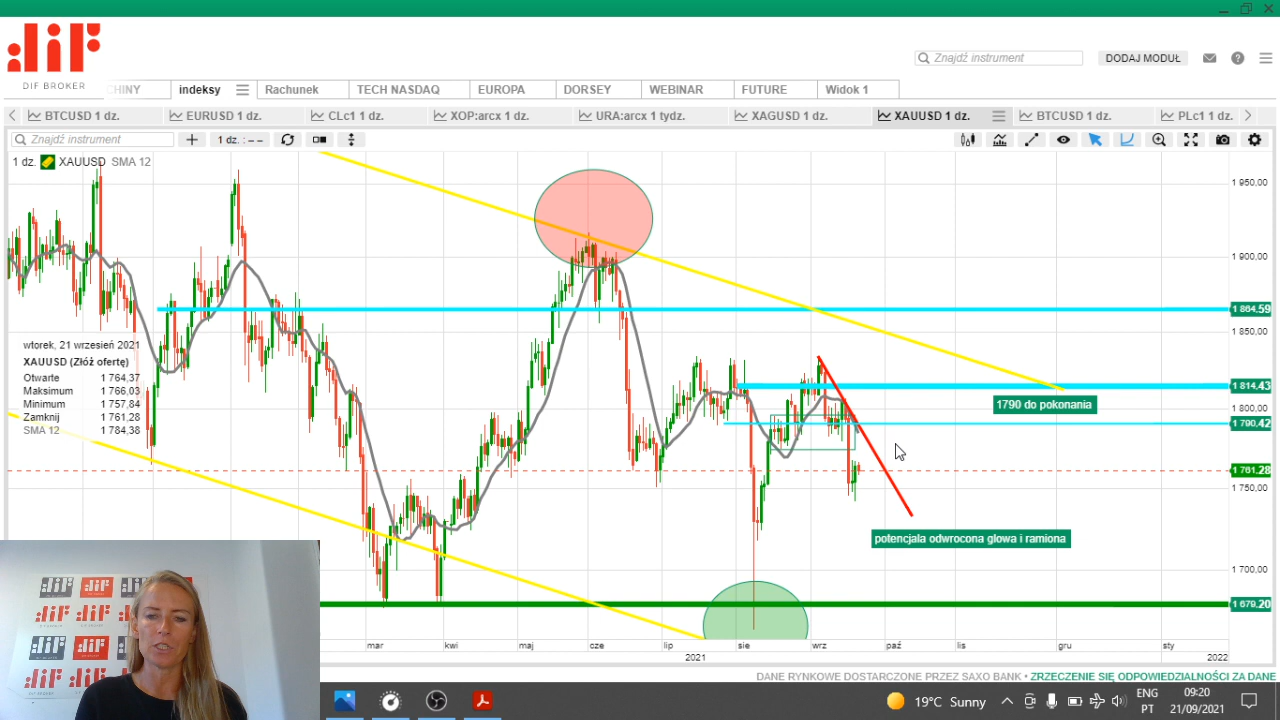 dif
DIF BROKER
Znajdź instrument
DODAJ MODUŁ
CHINY
indeksy
Rachunek
TECH NASDAQ
EUROPA
DORSEY
WEBINAR
FUTURE
Widok 1
BTCUSD 1 dz.
EURUSD 1 dz.
CLc1 1 dz.
XOP:arcx 1 dz.
URA:arcx 1 tydz.
XAGUSD 1 dz.
XAUUSD 1 dz.
BTCUSD 1 dz.
PLc1 1 dz.
Znajdź instrument
1 dz. : – –
1 dz. XAUUSD SMA 12
1 950,00
1 900,00
1 864.59
1 850,00
wtorek, 21 wrzesień 2021
XAUUSD (Złóż ofertę)
Otwarte 1 764,37
Maksimum 1 766,03
Minimum 1 757,84
Zamkni 1 761,28
SMA 12 1 784,38
1 814.43
1790 do pokonania
1 800,00
1 790.42
1 761.28
1 750,00
potencjala odwrocona glowa i ramiona
1 700,00
1 679.20
mar
kwi
maj
cze
lip
sie
wrz
paź
lis
gru
sty
2021
2022
DANE RYNKOWE DOSTARCZONE PRZEZ SAXO BANK • ZRZECZENIE SIĘ ODPOWIEDZIALNOŚCI ZA DANE
19°C Sunny
ENG
PT
09:20
21/09/2021